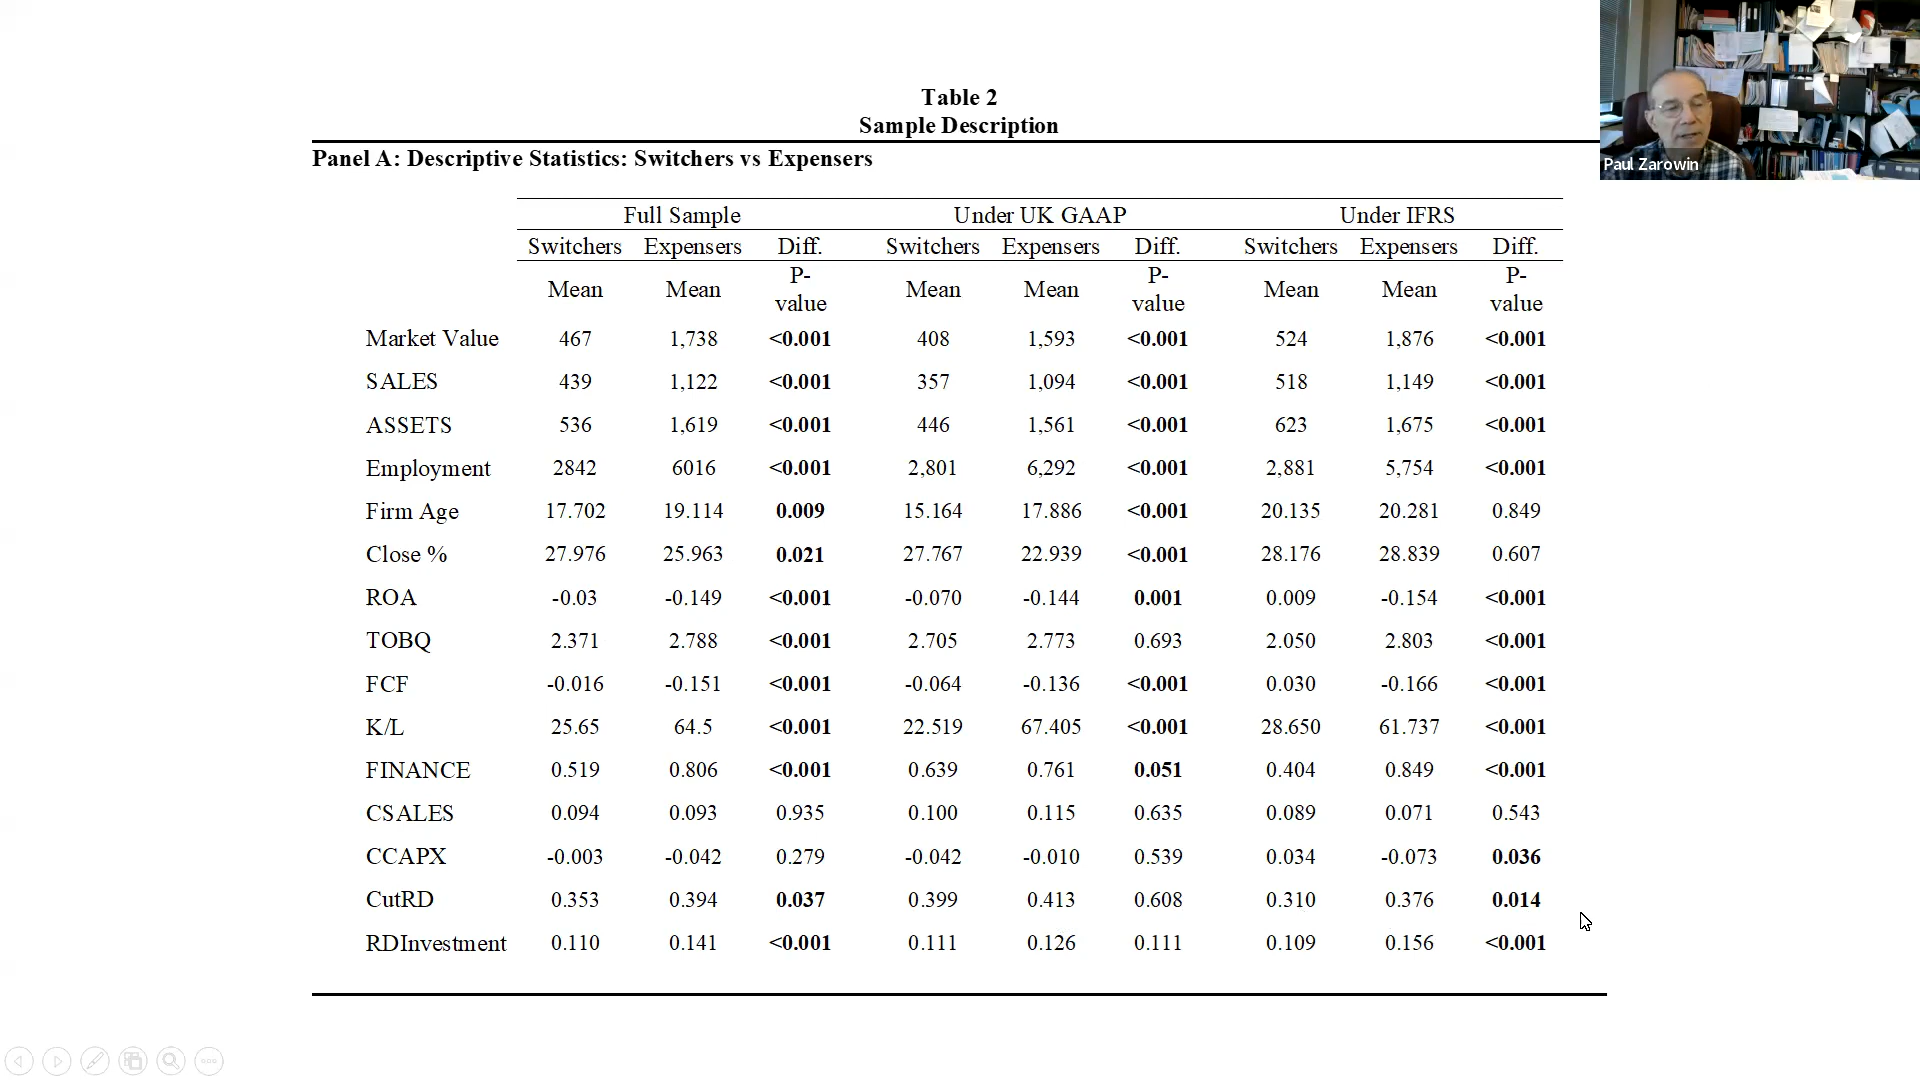 Table 2
Sample Description
Panel A: Descriptive Statistics: Switchers vs Expensers
Full Sample Under UK GAAP Under IFRS
Switchers Expensers Diff. Switchers Expensers Diff. Switchers Expensers Diff.
Mean Mean P-value Mean Mean P-value Mean Mean P-value
Market Value 467 1,738 <0.001 408 1,593 <0.001 524 1,876 <0.001
SALES 439 1,122 <0.001 357 1,094 <0.001 518 1,149 <0.001
ASSETS 536 1,619 <0.001 446 1,561 <0.001 623 1,675 <0.001
Employment 2842 6016 <0.001 2,801 6,292 <0.001 2,881 5,754 <0.001
Firm Age 17.702 19.114 0.009 15.164 17.886 <0.001 20.135 20.281 0.849
Close % 27.976 25.963 0.021 27.767 22.939 <0.001 28.176 28.839 0.607
ROA -0.03 -0.149 <0.001 -0.070 -0.144 0.001 0.009 -0.154 <0.001
TOBQ 2.371 2.788 <0.001 2.705 2.773 0.693 2.050 2.803 <0.001
FCF -0.016 -0.151 <0.001 -0.064 -0.136 <0.001 0.030 -0.166 <0.001
K/L 25.65 64.5 <0.001 22.519 67.405 <0.001 28.650 61.737 <0.001
FINANCE 0.519 0.806 <0.001 0.639 0.761 0.051 0.404 0.849 <0.001
CSALES 0.094 0.093 0.935 0.100 0.115 0.635 0.089 0.071 0.543
CCAPX -0.003 -0.042 0.279 -0.042 -0.010 0.539 0.034 -0.073 0.036
CutRD 0.353 0.394 0.037 0.399 0.413 0.608 0.310 0.376 0.014
RDInvestment 0.110 0.141 <0.001 0.111 0.126 0.111 0.109 0.156 <0.001
Paul Zarowin